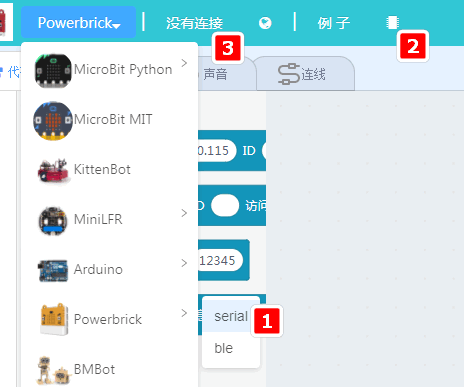 Powerbrick
没有连接
例 子
3
2
代
声音
连线
MicroBit Python
MicroBit MIT
KittenBot
MiniLFR
Arduino
Powerbrick
BMBot
0.115 ID
D 访问
12345
serial
1
ble